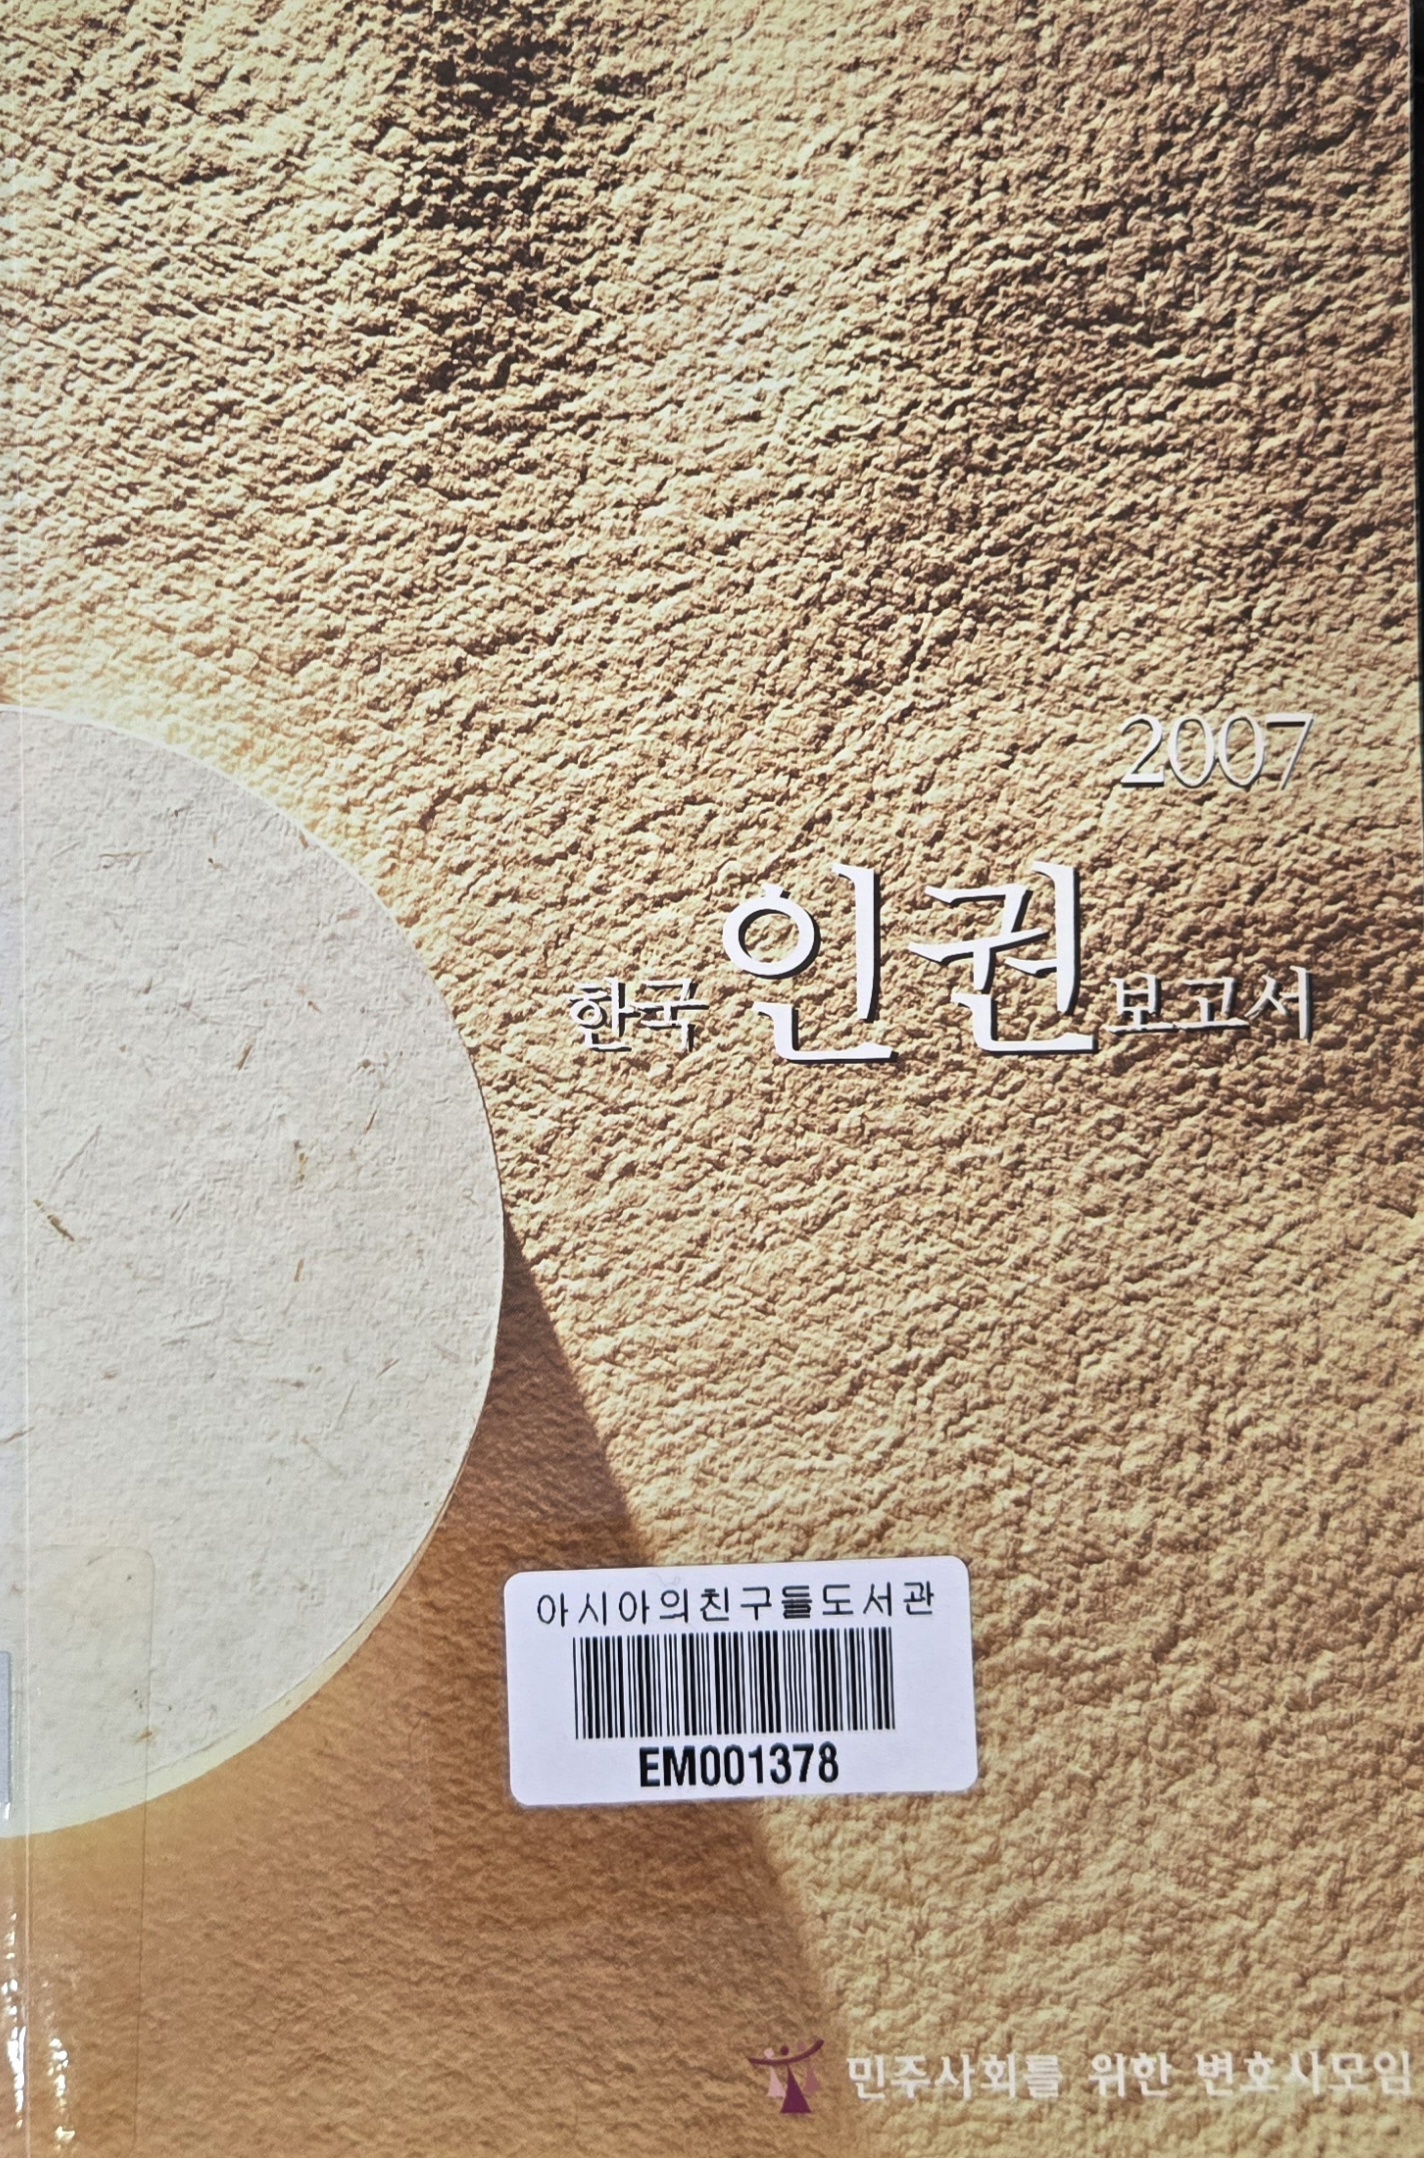 2007
한국 인권 보고서
아시아의친구들도서관
EM001378
민주사회를 위한 변호사모임